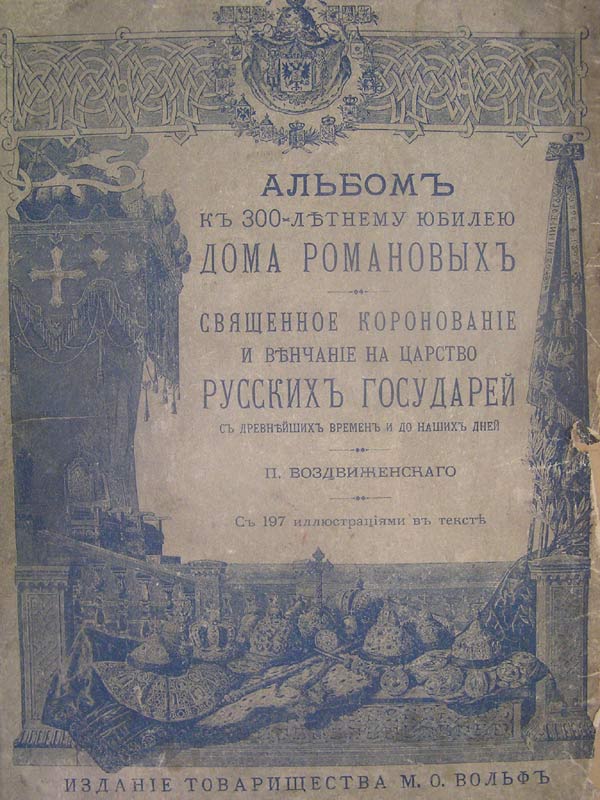 АЛЬБОМЪ
КЪ 300-ЛѢТНЕМУ ЮБИЛЕЮ
ДОМА РОМАНОВЫХЪ
СВЯЩЕННОЕ КОРОНОВАНІЕ
И ВѢНЧАНІЕ НА ЦАРСТВО
РУССКИХЪ ГОСУДАРЕЙ
СЪ ДРЕВНѢЙШИХЪ ВРЕМЕНЪ И ДО НАШИХЪ ДНЕЙ
П. ВОЗДВИЖЕНСКАГО
Съ 197 иллюстраціями въ текстѣ
ИЗДАНІЕ ТОВАРИЩЕСТВА М. О. ВОЛЬФЪ